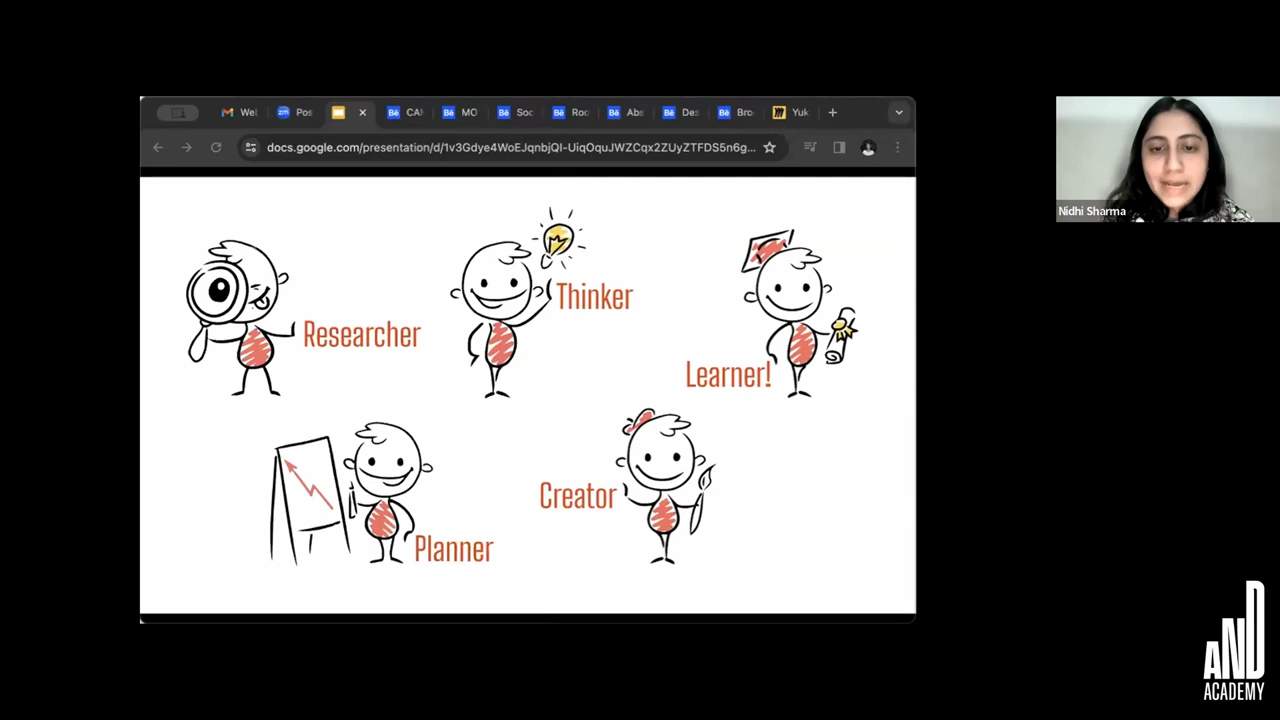 Wel
Pos
CA
MO
Soc
Roo
Abs
Des
Bro
Yuk
docs.google.com/presentation/d/1v3Gdye4WoEJqnbjQI-UiqOquJWZCqx2ZUyZTFDS5n6g...
Nidhi Sharma
Thinker
Researcher
Learner!
Creator
Planner
AND
ACADEMY